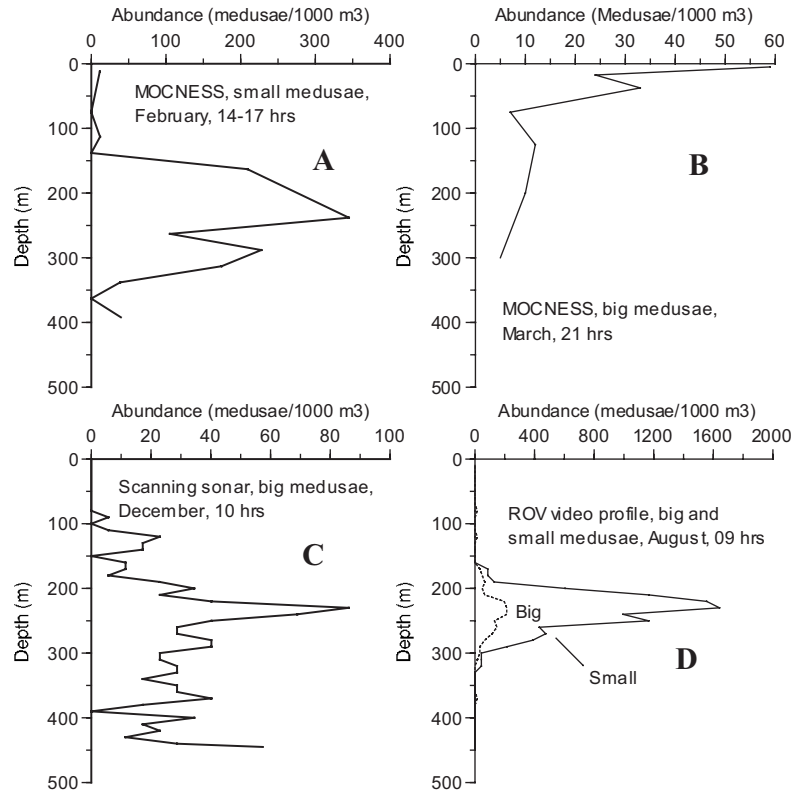 Abundance (medusae/1000 m3)
0 100 200 300 400
0
100
200
300
400
500
Depth (m)
MOCNESS, small medusae,
February, 14-17 hrs
A
Abundance (Medusae/1000 m3)
0 10 20 30 40 50 60
0
100
200
300
400
500
Depth (m)
B
MOCNESS, big medusae,
March, 21 hrs
Abundance (medusae/1000 m3)
0 20 40 60 80 100
0
100
200
300
400
500
Depth (m)
Scanning sonar, big medusae,
December, 10 hrs
C
Abundance (medusae/1000 m3)
0 400 800 1200 1600 2000
0
100
200
300
400
500
Depth (m)
ROV video profile, big and
small medusae, August, 09 hrs
Big
Small
D